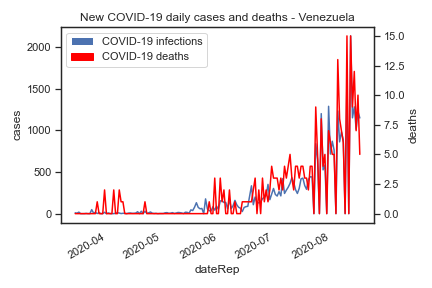 New COVID-19 daily cases and deaths - Venezuela
COVID-19 infections
COVID-19 deaths
2000
1500
1000
500
0
cases
15.0
12.5
10.0
7.5
5.0
2.5
0.0
deaths
2020-04
2020-05
2020-06
2020-07
2020-08
dateRep